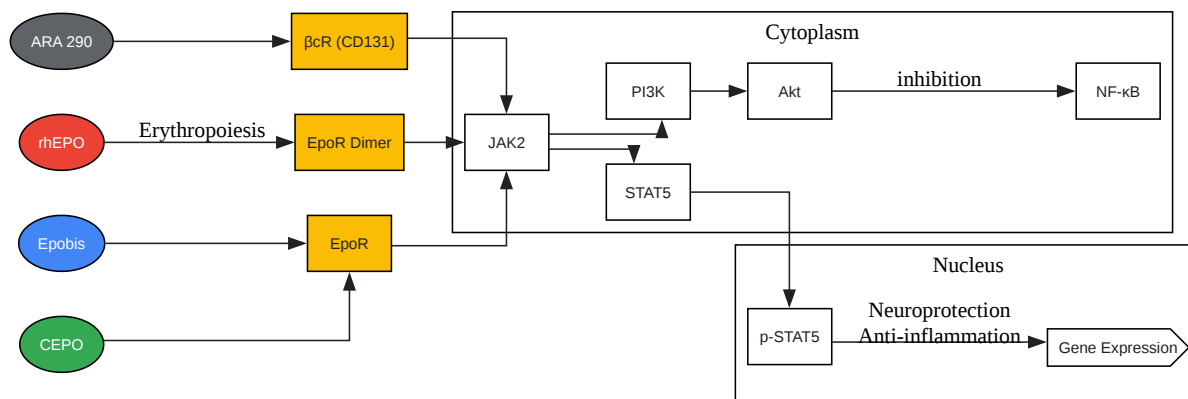 Cytoplasm
ARA 290
βcR (CD131)
PI3K
Akt
inhibition
NF-κB
rhEPO
Erythropoiesis
EpoR Dimer
JAK2
STAT5
Epobis
EpoR
Nucleus
CEPO
p-STAT5
Neuroprotection
Anti-inflammation
Gene Expression